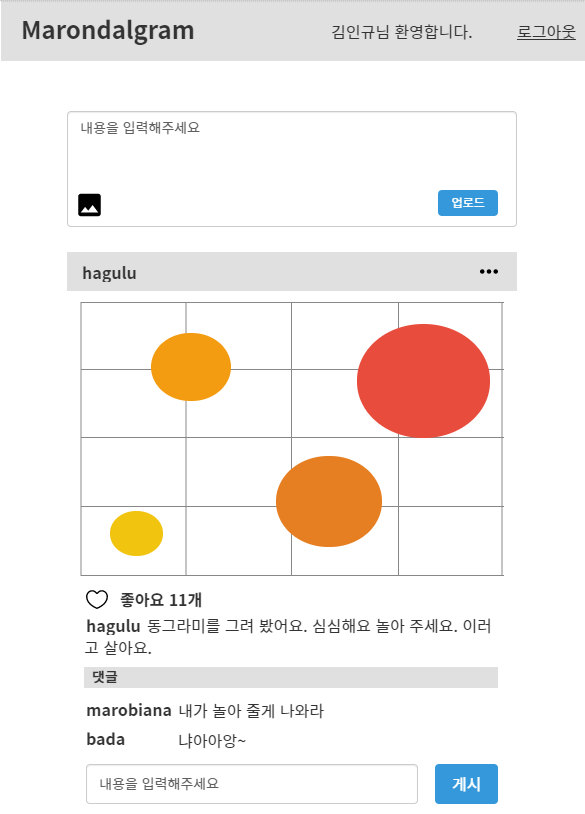 Marondalgram 김인규님 환영합니다. 로그아웃
내용을 입력해주세요
업로드
hagulu
좋아요 11개
hagulu 동그라미를 그려 봤어요. 심심해요 놀아 주세요. 이러
고 살아요.
댓글
marobiana 내가 놀아 줄게 나와라
bada 냐아아앙~
내용을 입력해주세요 게시